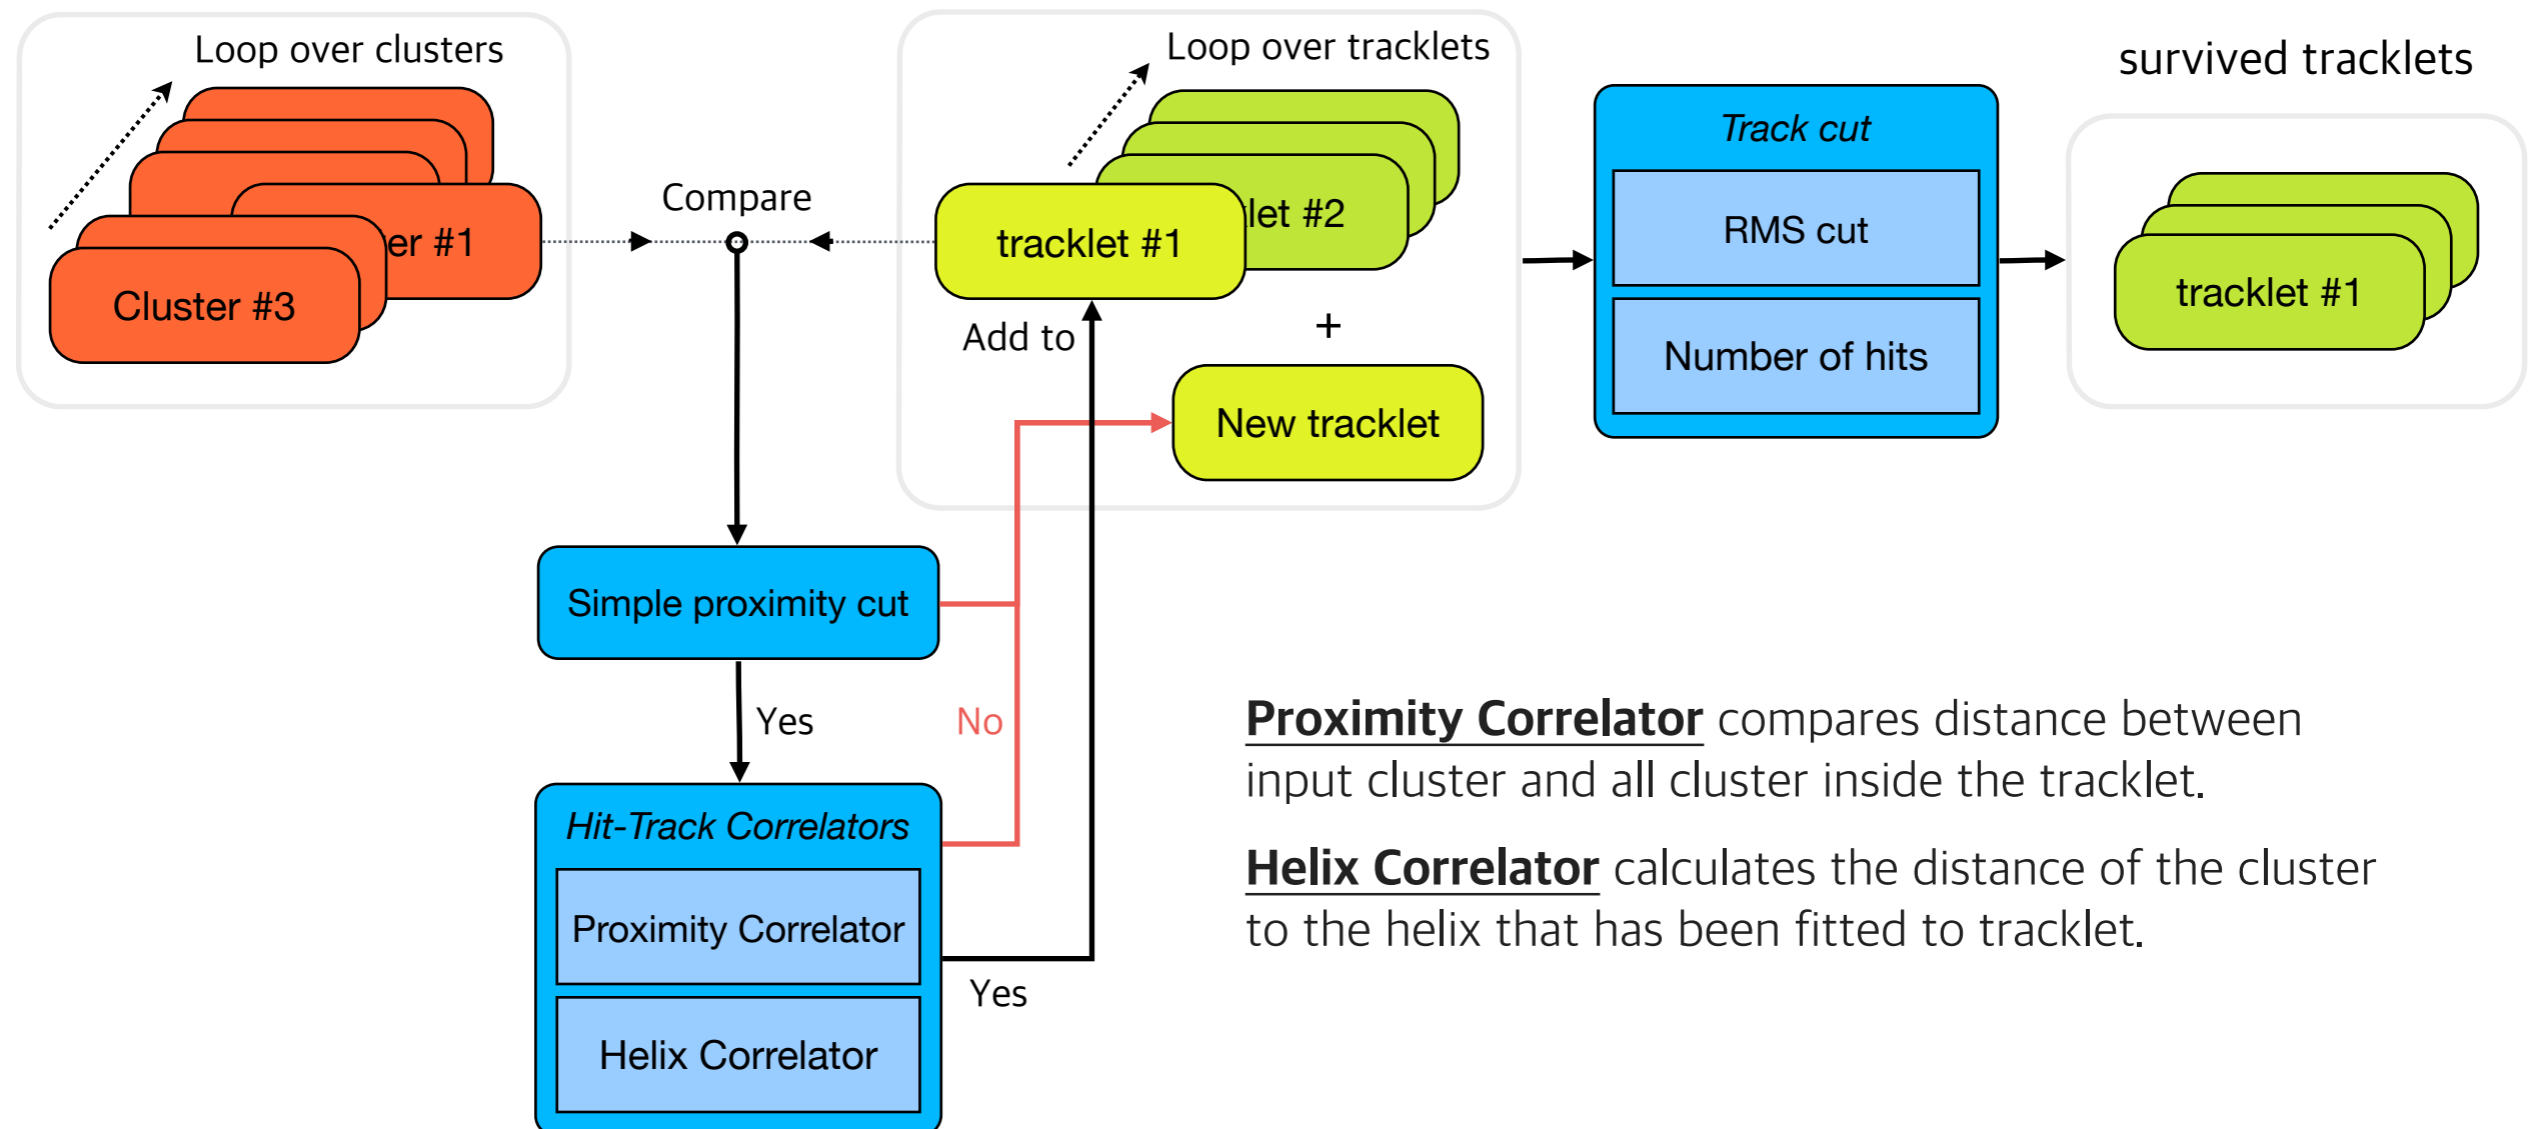 Loop over clusters
er #1
Cluster #3
Compare
Loop over tracklets
let #2
tracklet #1
Add to
+
New tracklet
Track cut
RMS cut
Number of hits
survived tracklets
tracklet #1
Simple proximity cut
Yes
No
Hit-Track Correlators
Proximity Correlator
Helix Correlator
Yes
Proximity Correlator compares distance between
input cluster and all cluster inside the tracklet.
Helix Correlator calculates the distance of the cluster
to the helix that has been fitted to tracklet.